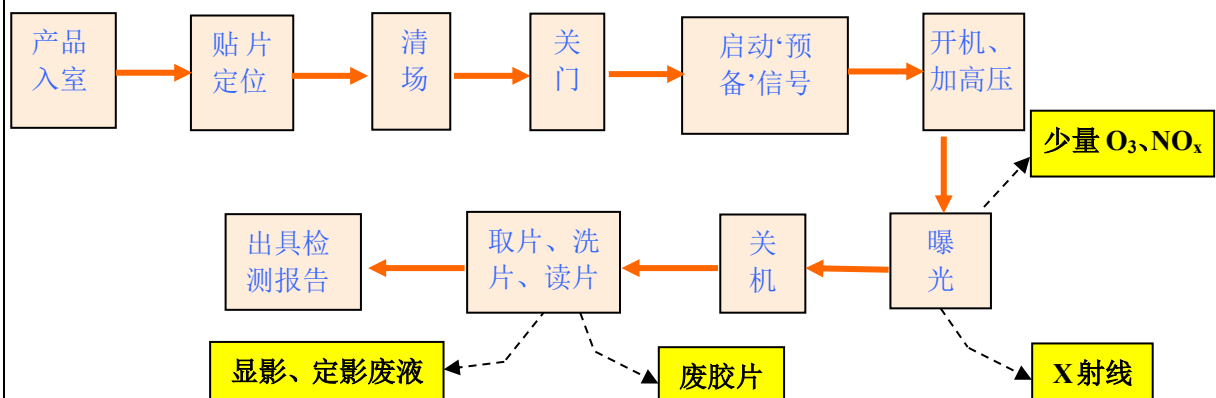 产品
入室
贴 片
定位
清
场
关
门
启动‘预
备’信号
开机、
加高压
少量 O₃、NOₓ
曝
光
关
机
取片、洗
片、读片
出具检
测报告
显影、定影废液
废胶片
X射线